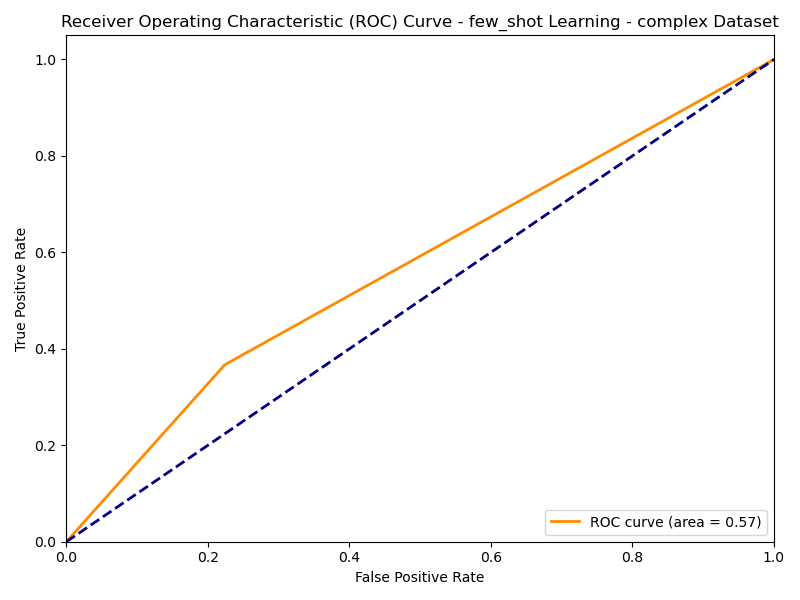 Receiver Operating Characteristic (ROC) Curve - few_shot Learning - complex Dataset
True Positive Rate
1.0
0.8
0.6
0.4
0.2
0.0
ROC curve (area = 0.57)
0.0 0.2 0.4 0.6 0.8 1.0
False Positive Rate